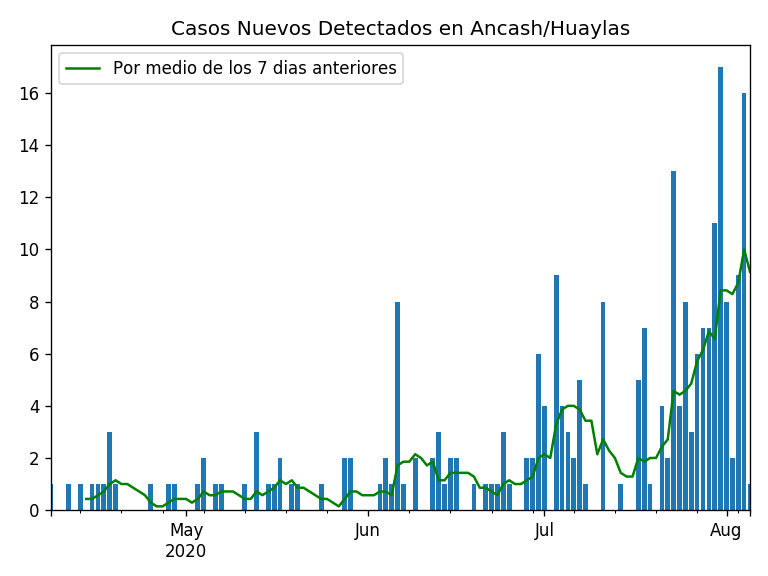 Casos Nuevos Detectados en Ancash/Huaylas
Por medio de los 7 dias anteriores
16
14
12
10
8
6
4
2
0
May
2020
Jun
Jul
Aug